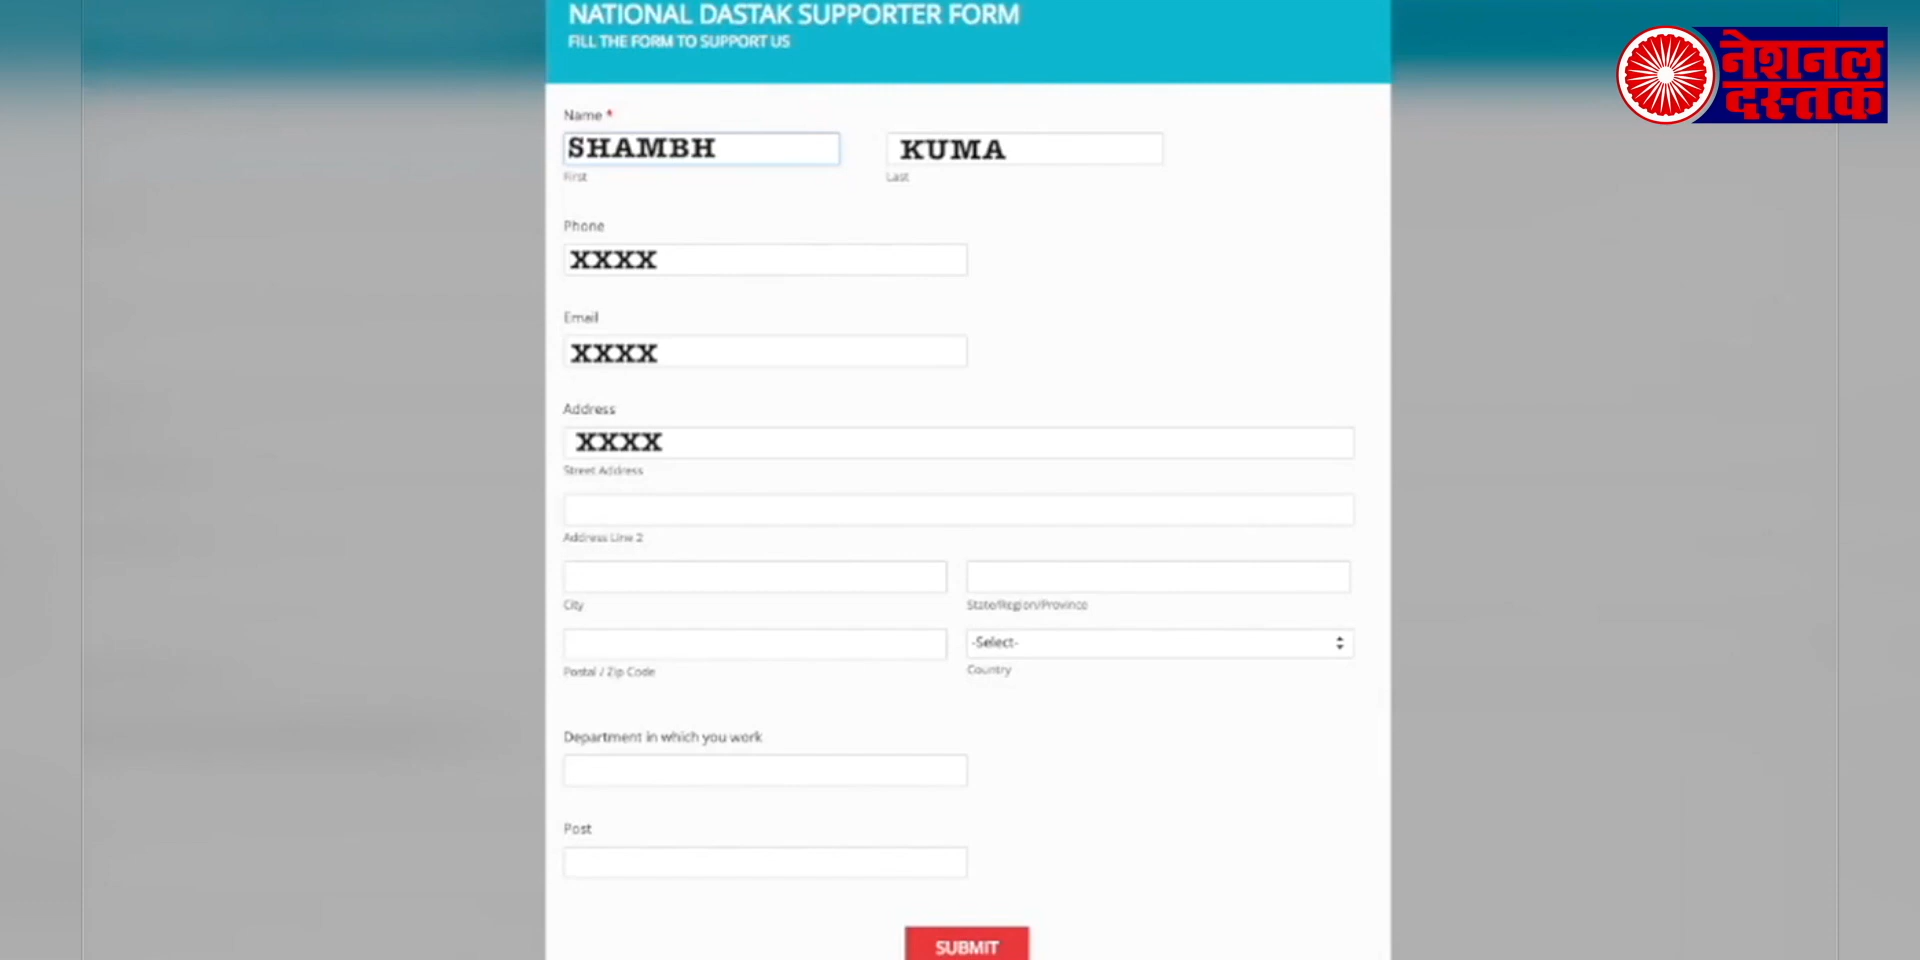 NATIONAL DASTAK SUPPORTER FORM
FILL THE FORM TO SUPPORT US
नेशनल
दस्तक
Name *
SHAMBH KUMA
First Last
Phone
XXXX
Email
XXXX
Address
XXXX
Street Address
Address Line 2
City State/Region/Province
-Select-
Postal / Zip Code Country
Department in which you work
Post
SUBMIT